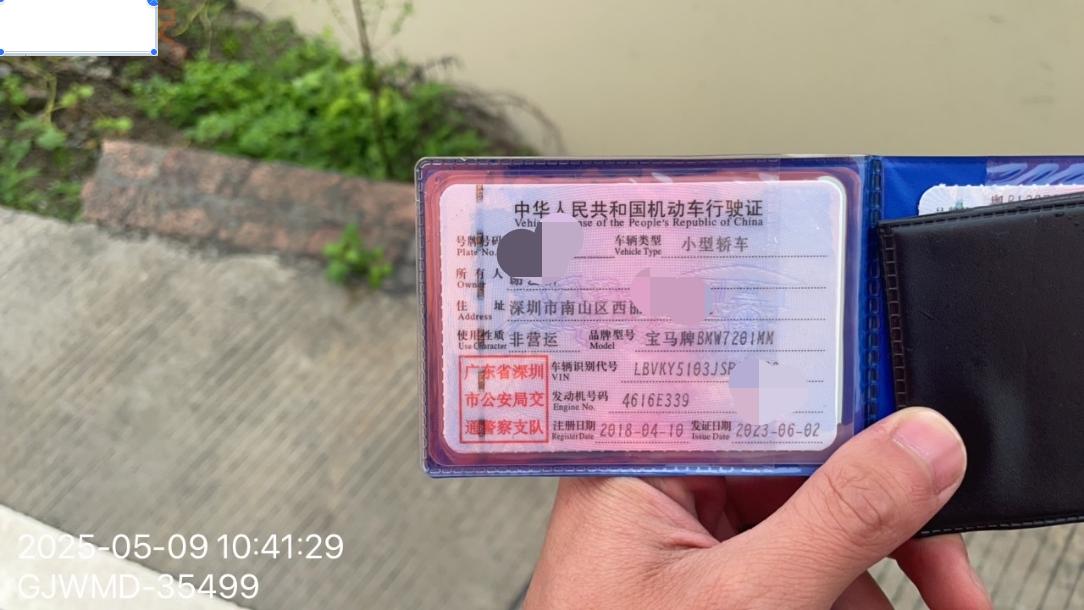 中华人民共和国机动车行驶证
Vehi se of the People's Republic of China
号牌号码 车辆类型 小型轿车
Plate No. Vehicle Type
所有人
Owner
住址 深圳市南山区西
Address
使用性质 非营运 品牌型号 宝马牌BMW7201MM
Use Character Model
广东省深圳
市公安局交
通警察支队
车辆识别代号 LBVKY5103JS
VIN
发动机号码 4616E339
Engine No.
注册日期 2018-04-10 发证日期 2023-06-02
Register Date Issue Date
2025-05-09 10:41:29
GJWMD-35499